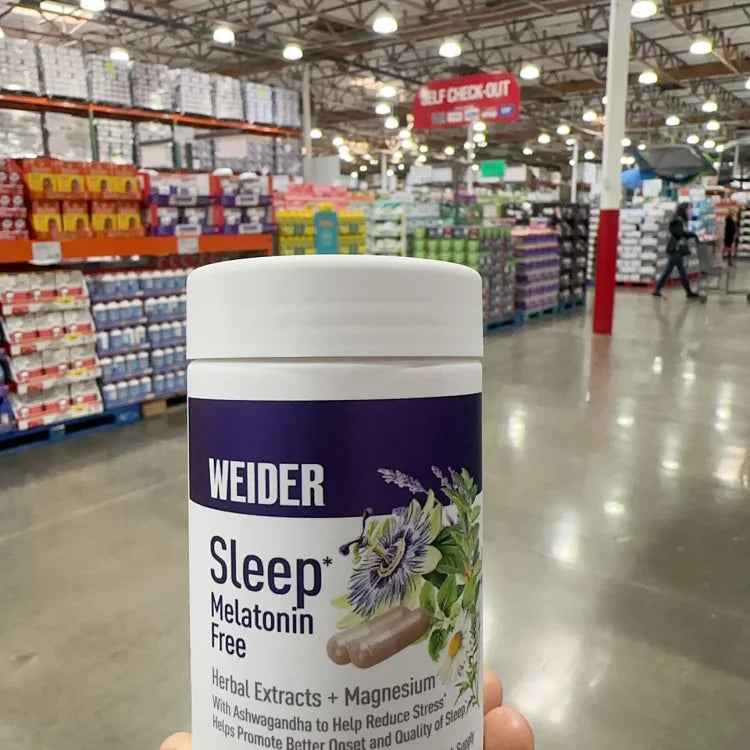 SELF CHECK-OUT
WEIDER
Sleep*
Melatonin
Free
Herbal Extracts + Magnesium*
With Ashwagandha to Help Reduce Stress*
Helps Promote Better Onset and Quality of Sleep*
Supply